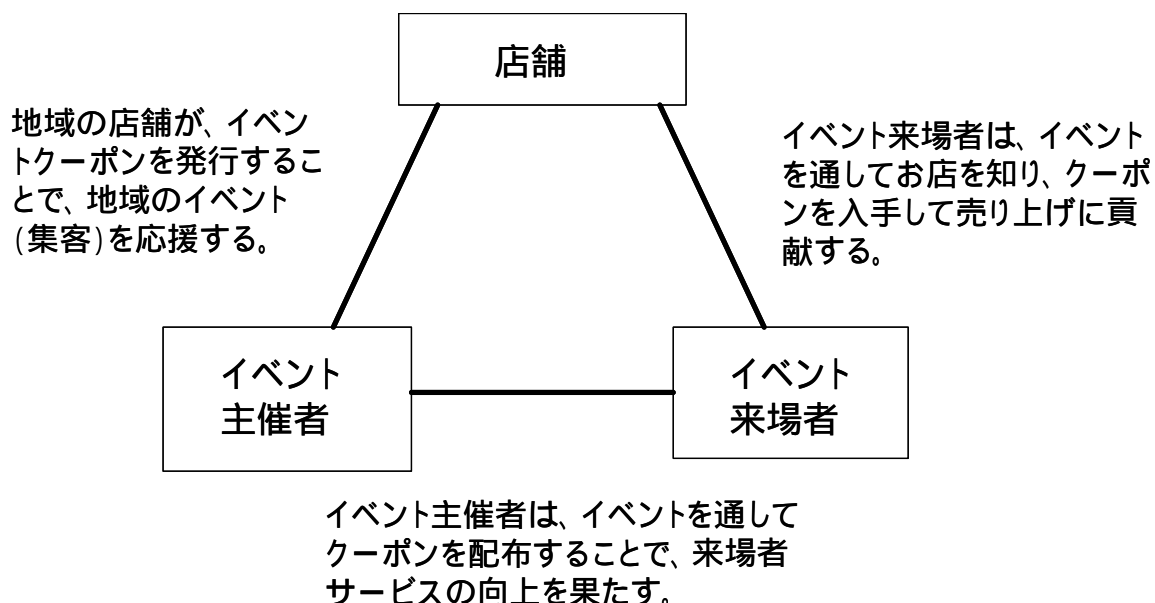 店舗
地域の店舗が、イベン
トクーポンを発行するこ
とで、地域のイベント
(集客)を応援する。
イベント来場者は、イベント
を通してお店を知り、クーポ
ンを入手して売り上げに貢
献する。
イベント
主催者
イベント
来場者
イベント主催者は、イベントを通して
クーポンを配布することで、来場者
サービスの向上を果たす。